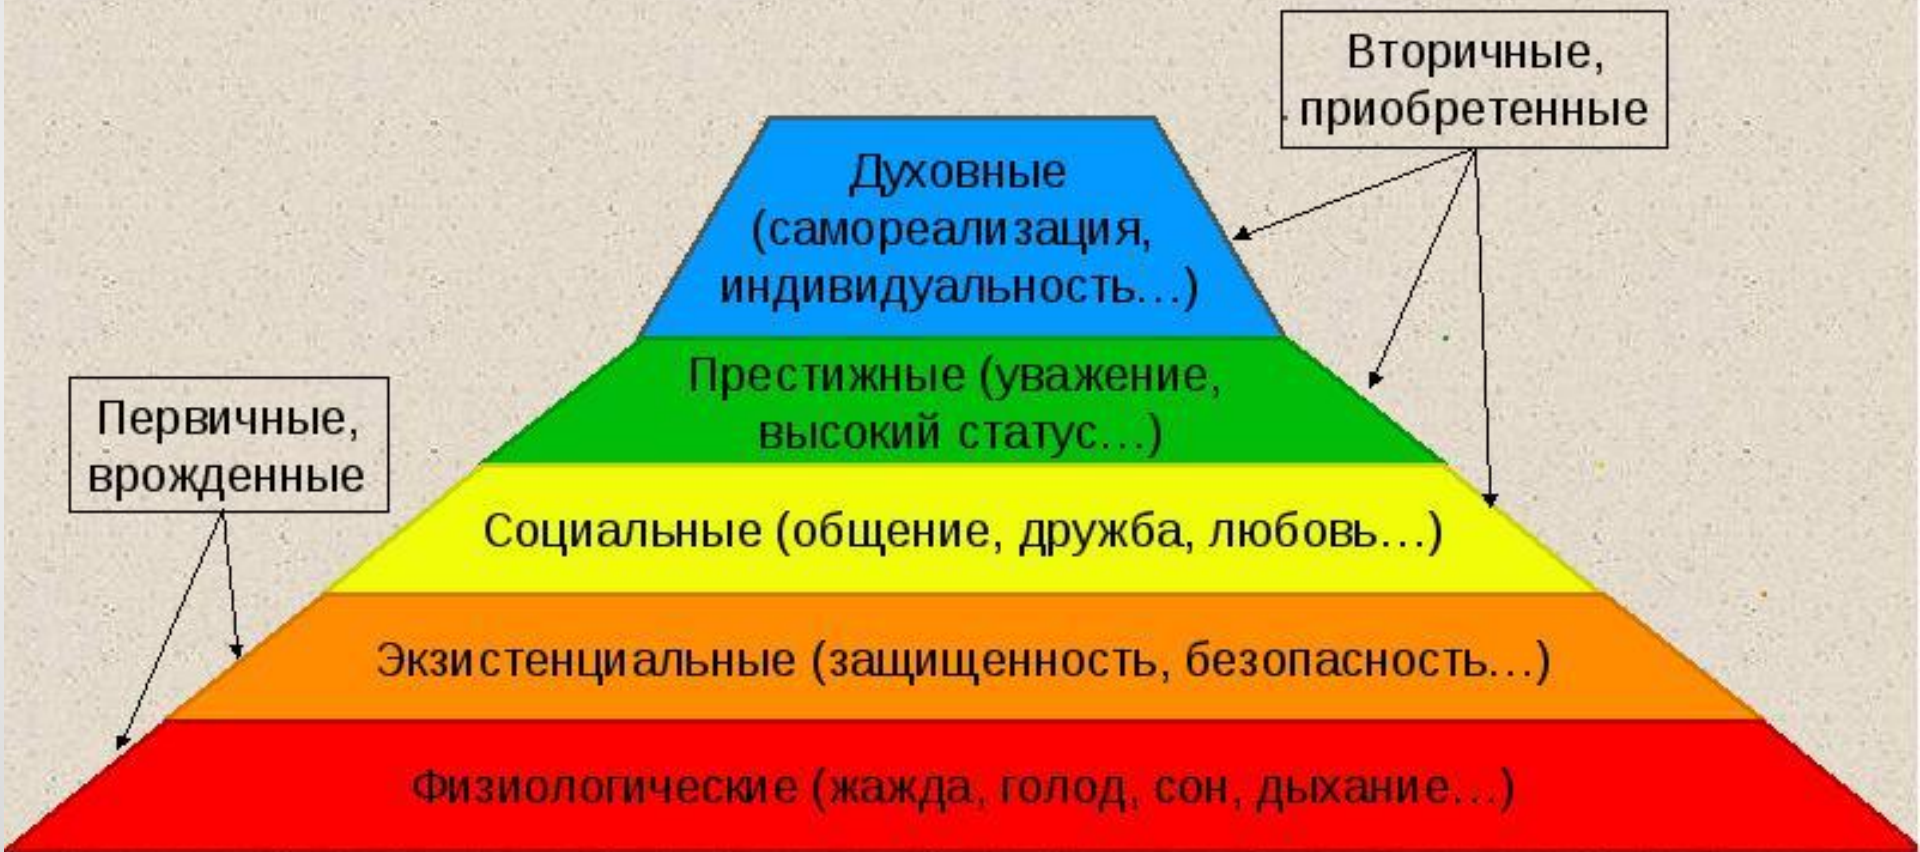 Вторичные,
приобретенные
Духовные
(самореализация,
индивидуальность…)
Престижные (уважение,
высокий статус…)
Первичные,
врожденные
Социальные (общение, дружба, любовь…)
Экзистенциальные (защищенность, безопасность…)
Физиологические (жажда, голод, сон, дыхание…)